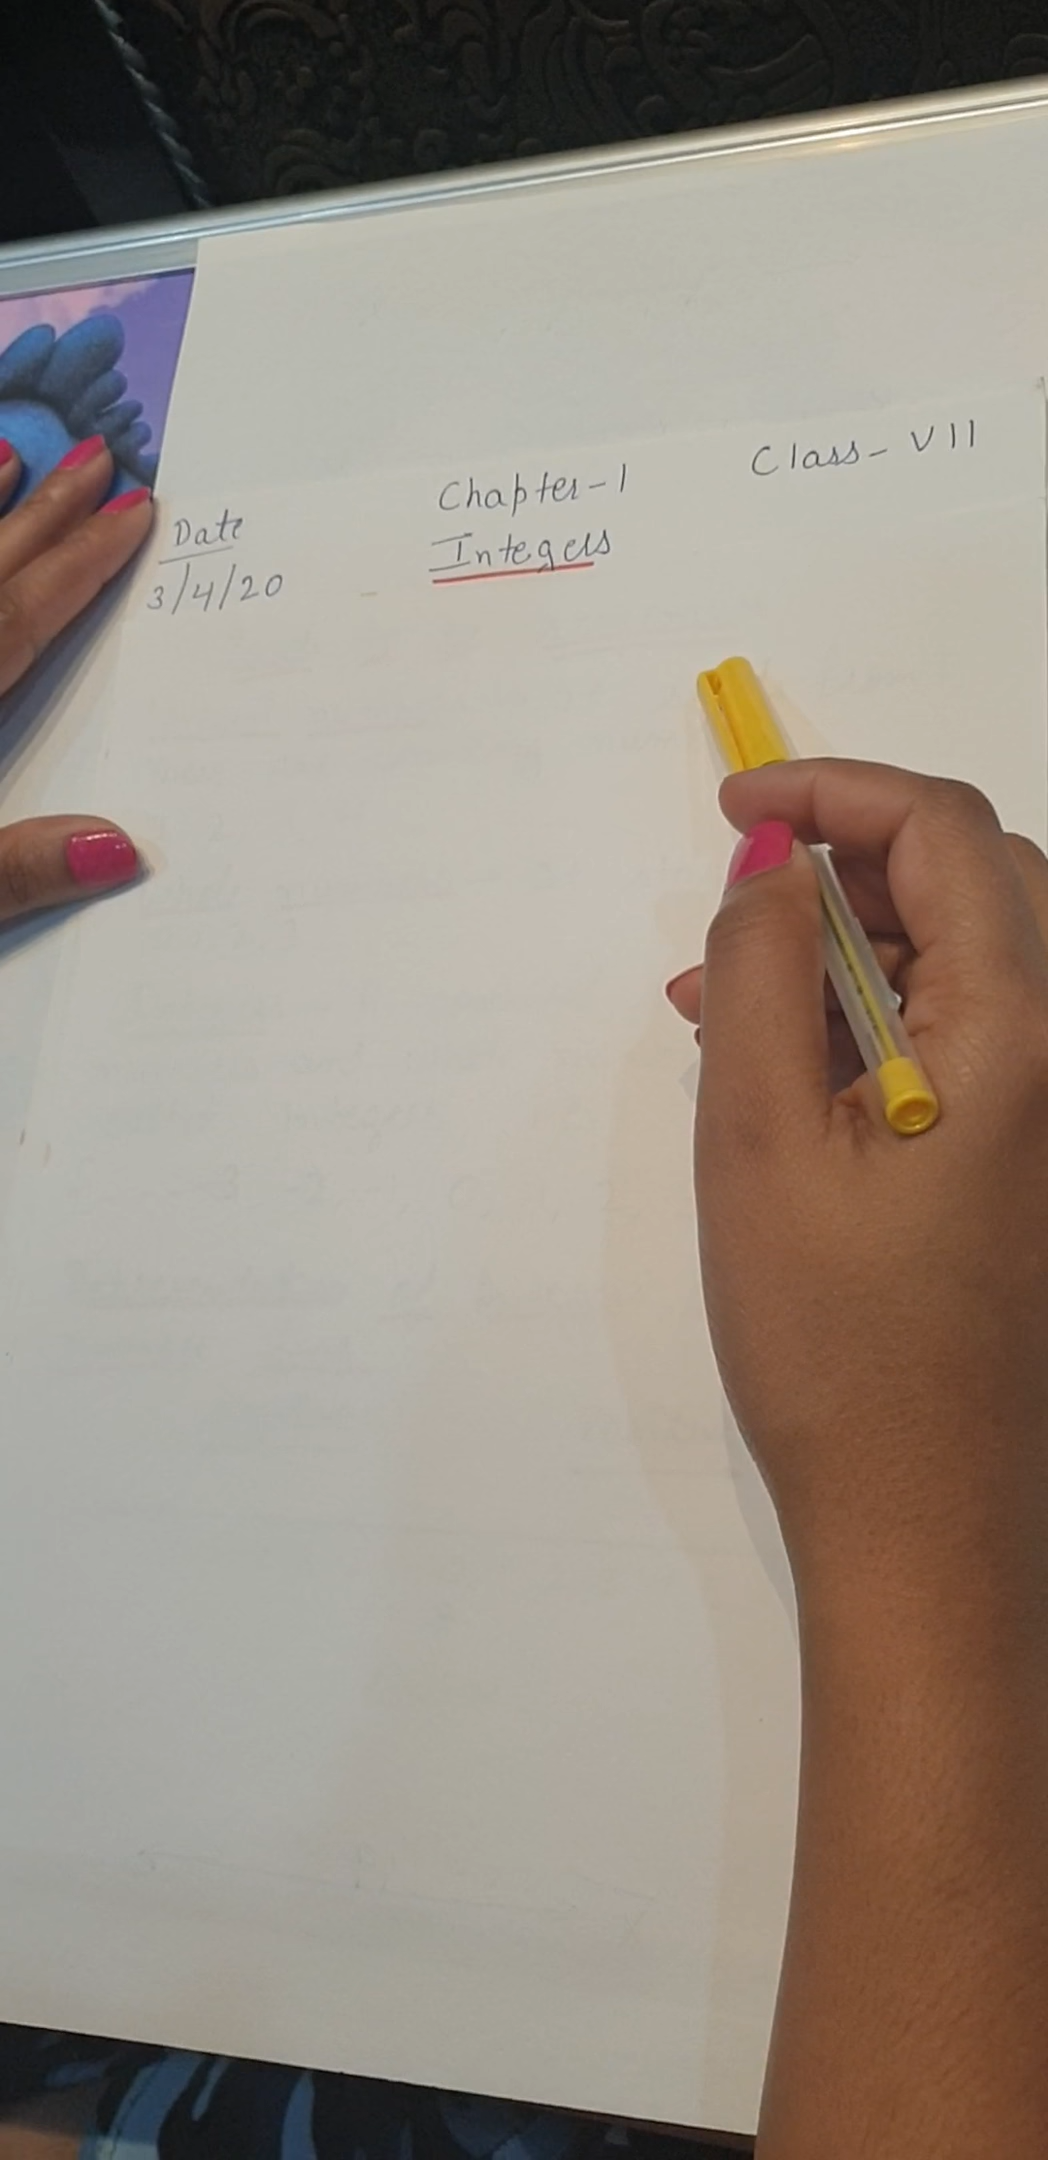 Chapter-1 Class- VII
Date Integers
3/4/20